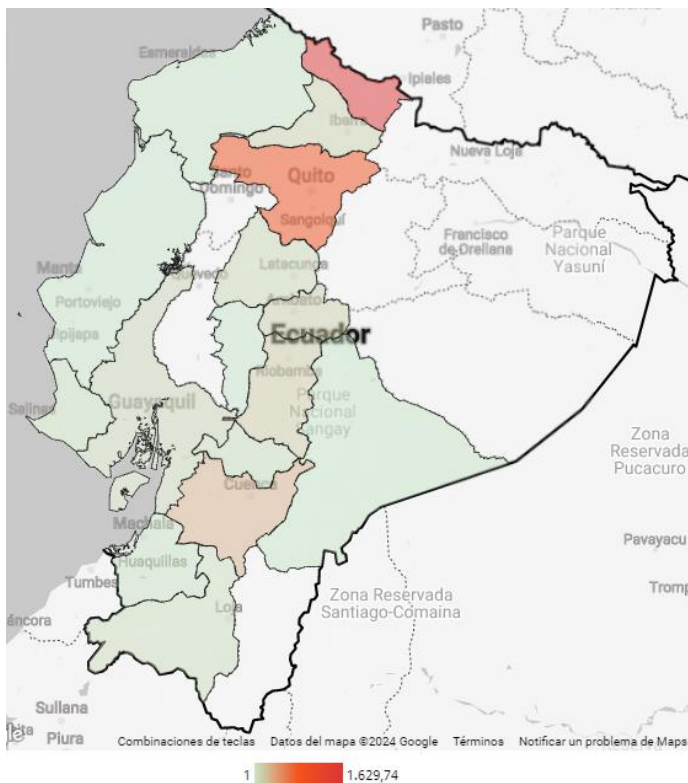 Pasto
Esmeraldas
Ipiales
Ibarra
Nueva Loja
Santo
Domingo
Quito
Sangolquí
Francisco
de Orellana
Parque
Nacional
Yasuní
Manta
Quevedo
Latacunga
Portoviejo
Ambato
Jipijapa
Ecuador
Riobamba
Salinas
Guayaquil
Parque
Nacional
Sangay
Zona
Reservada
Pucacuro
Cuenca
Machala
Pavayacu
Huaquillas
Tumbes
Zona Reservada
Santiago-Comaina
Loja
áncora
Sullana
Piura
Combinaciones de teclas Datos del mapa ©2024 Google Términos Notificar un problema de Maps
1 1.629,74